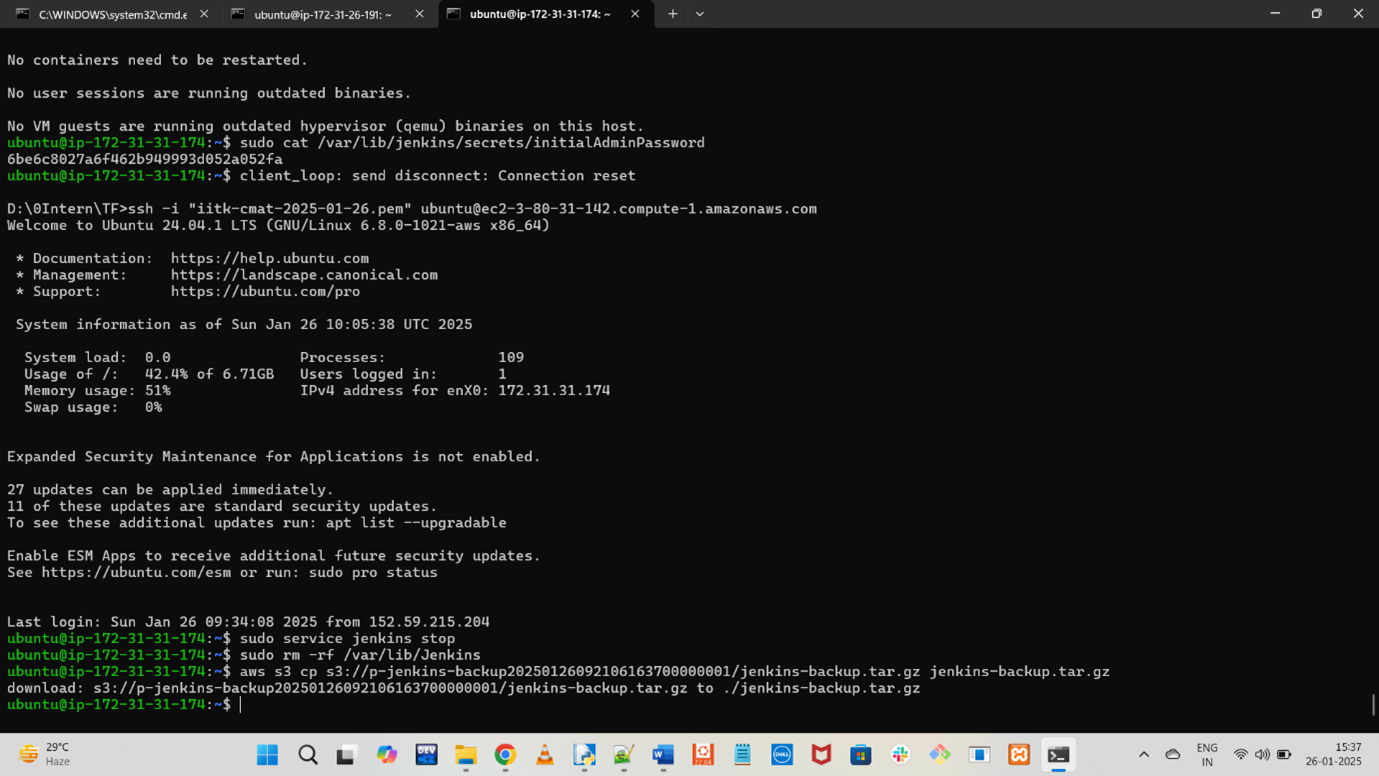 C:\WINDOWS\system32\cmd.e
ubuntu@ip-172-31-26-191: ~
ubuntu@ip-172-31-31-174: ~
No containers need to be restarted.
No user sessions are running outdated binaries.
No VM guests are running outdated hypervisor (qemu) binaries on this host.
ubuntu@ip-172-31-31-174:~$ sudo cat /var/lib/jenkins/secrets/initialAdminPassword
6be6c8027a6f462b949993d052a052fa
ubuntu@ip-172-31-31-174:~$ client_loop: send disconnect: Connection reset
D:\0Intern\TF>ssh -i "iitk-cmat-2025-01-26.pem" ubuntu@ec2-3-80-31-142.compute-1.amazonaws.com
Welcome to Ubuntu 24.04.1 LTS (GNU/Linux 6.8.0-1021-aws x86_64)
* Documentation: https://help.ubuntu.com
* Management: https://landscape.canonical.com
* Support: https://ubuntu.com/pro
System information as of Sun Jan 26 10:05:38 UTC 2025
System load: 0.0 Processes: 109
Usage of /: 42.4% of 6.71GB Users logged in: 1
Memory usage: 51% IPv4 address for enX0: 172.31.31.174
Swap usage: 0%
Expanded Security Maintenance for Applications is not enabled.
27 updates can be applied immediately.
11 of these updates are standard security updates.
To see these additional updates run: apt list --upgradable
Enable ESM Apps to receive additional future security updates.
See https://ubuntu.com/esm or run: sudo pro status
Last login: Sun Jan 26 09:34:08 2025 from 152.59.215.204
ubuntu@ip-172-31-31-174:~$ sudo service jenkins stop
ubuntu@ip-172-31-31-174:~$ sudo rm -rf /var/lib/Jenkins
ubuntu@ip-172-31-31-174:~$ aws s3 cp s3://p-jenkins-backup20250126092106163700000001/jenkins-backup.tar.gz jenkins-backup.tar.gz
download: s3://p-jenkins-backup20250126092106163700000001/jenkins-backup.tar.gz to ./jenkins-backup.tar.gz
ubuntu@ip-172-31-31-174:~$
29°C
Haze
DEV
DELL
22.04
ENG
IN
15:37
26-01-2025